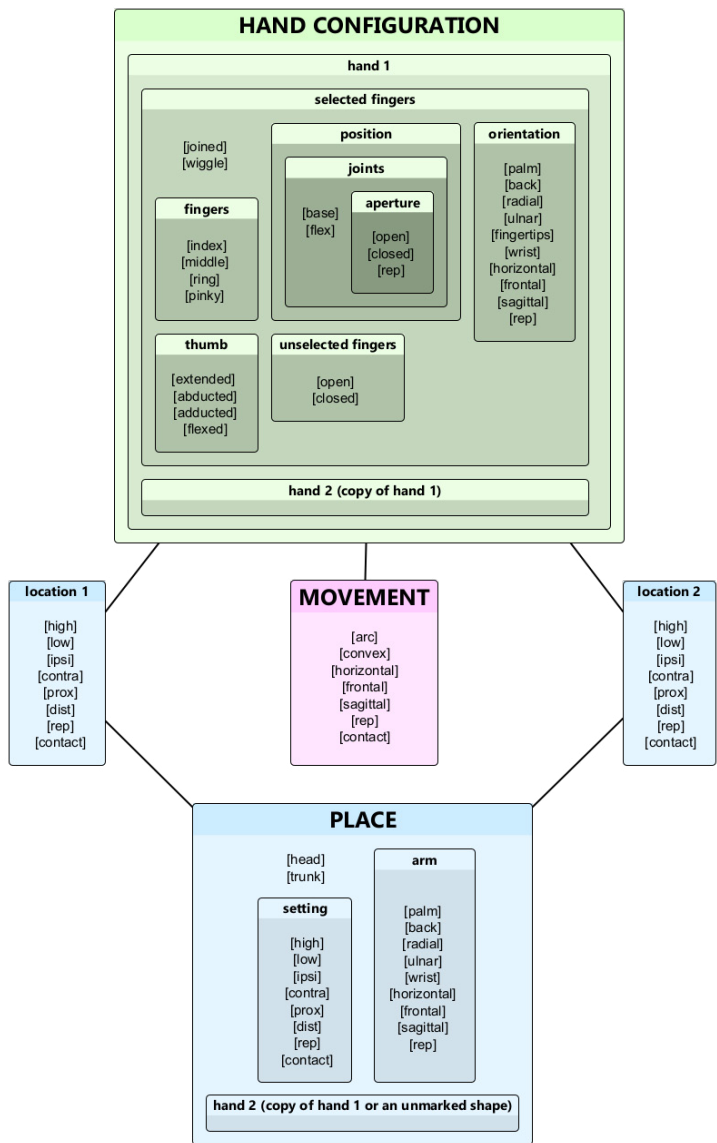 HAND CONFIGURATION
hand 1
selected fingers
[joined]
[wiggle]
fingers
[index]
[middle]
[ring]
[pinky]
position
joints
[base]
[flex]
aperture
[open]
[closed]
[rep]
orientation
[palm]
[back]
[radial]
[ulnar]
[fingertips]
[wrist]
[horizontal]
[frontal]
[sagittal]
[rep]
thumb
[extended]
[abducted]
[adducted]
[flexed]
unselected fingers
[open]
[closed]
hand 2 (copy of hand 1)
location 1
[high]
[low]
[ipsi]
[contra]
[prox]
[dist]
[rep]
[contact]
MOVEMENT
[arc]
[convex]
[horizontal]
[frontal]
[sagittal]
[rep]
[contact]
location 2
[high]
[low]
[ipsi]
[contra]
[prox]
[dist]
[rep]
[contact]
PLACE
[head]
[trunk]
setting
[high]
[low]
[ipsi]
[contra]
[prox]
[dist]
[rep]
[contact]
arm
[palm]
[back]
[radial]
[ulnar]
[wrist]
[horizontal]
[frontal]
[sagittal]
[rep]
hand 2 (copy of hand 1 or an unmarked shape)